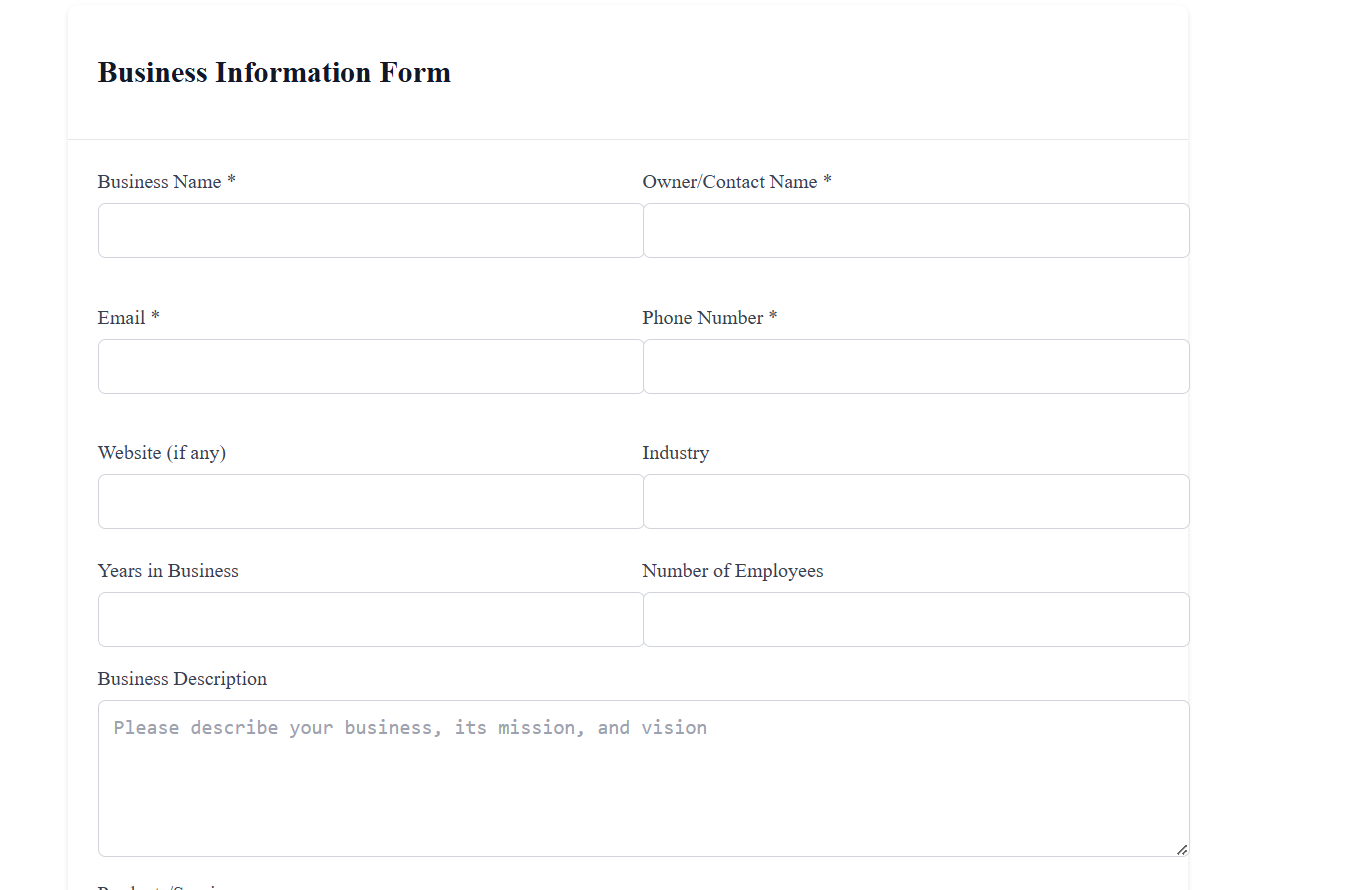 Business Information Form
Business Name *
Owner/Contact Name *
Email *
Phone Number *
Website (if any)
Industry
Years in Business
Number of Employees
Business Description
Please describe your business, its mission, and vision